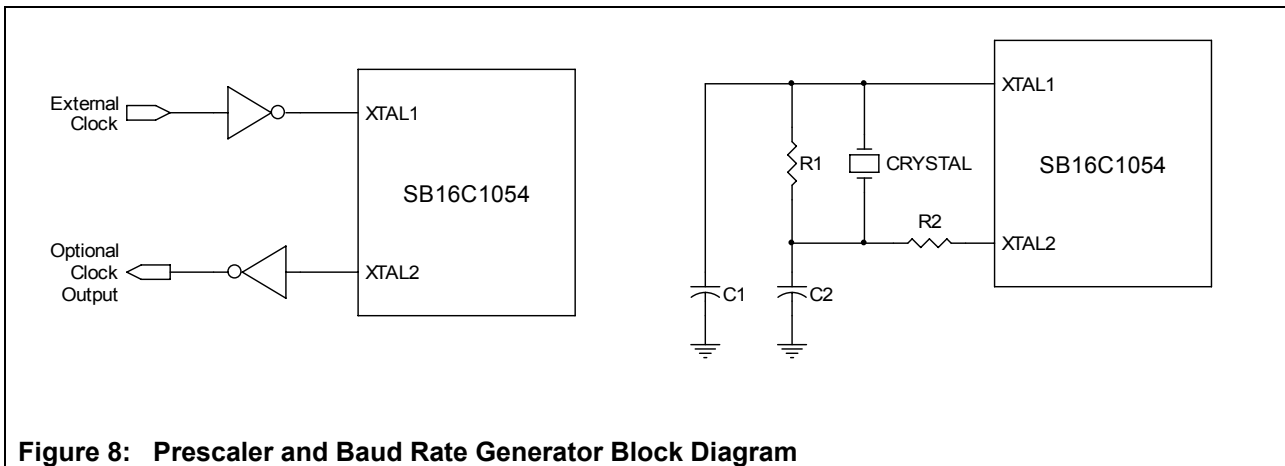 External
Clock
XTAL1
SB16C1054
Optional
Clock
Output
XTAL2
XTAL1
R1
CRYSTAL
SB16C1054
R2
XTAL2
C1
C2
Figure 8: Prescaler and Baud Rate Generator Block Diagram